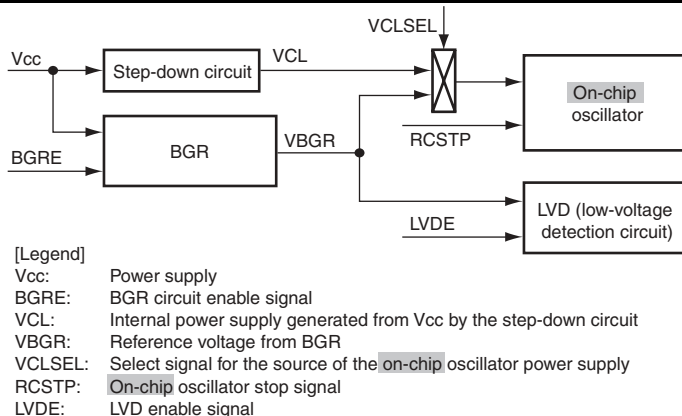 VCLSEL
Vcc
Step-down circuit
VCL
On-chip
oscillator
BGRE
BGR
VBGR
RCSTP
LVDE
LVD (low-voltage
detection circuit)
[Legend]
Vcc: Power supply
BGRE: BGR circuit enable signal
VCL: Internal power supply generated from Vcc by the step-down circuit
VBGR: Reference voltage from BGR
VCLSEL: Select signal for the source of the on-chip oscillator power supply
RCSTP: On-chip oscillator stop signal
LVDE: LVD enable signal